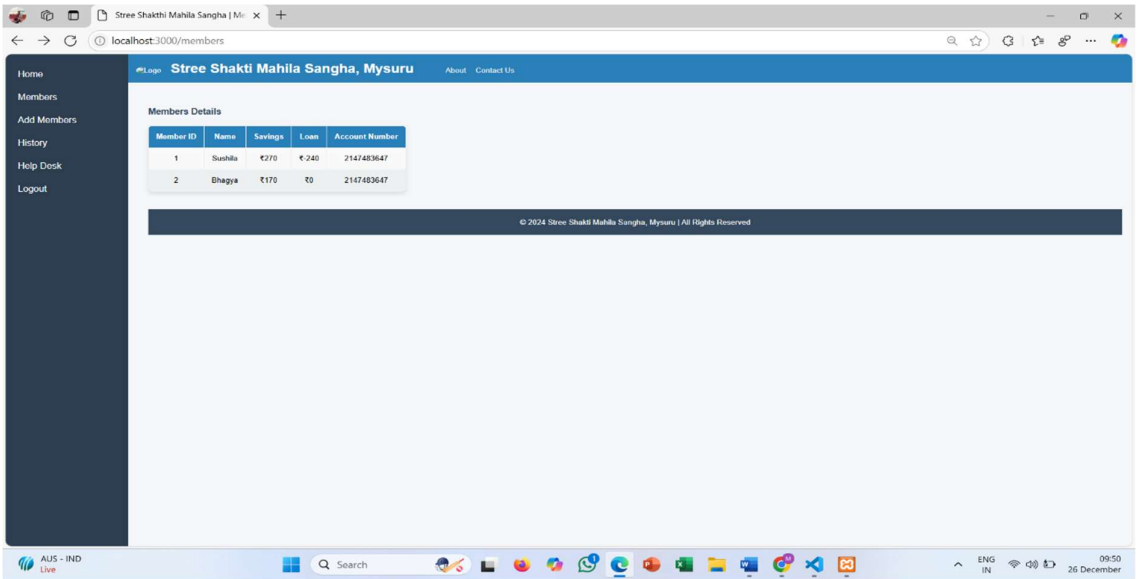 Stree Shakthi Mahila Sangha | Me
localhost:3000/members
Home
Members
Add Members
History
Help Desk
Logout
Logo Stree Shakti Mahila Sangha, Mysuru About Contact Us
Members Details
Member ID Name Savings Loan Account Number
1 Sushila ₹270 ₹-240 2147483647
2 Bhagya ₹170 ₹0 2147483647
© 2024 Stree Shakti Mahila Sangha, Mysuru | All Rights Reserved
AUS - IND
Live
Search
ENG
IN
09:50
26 December